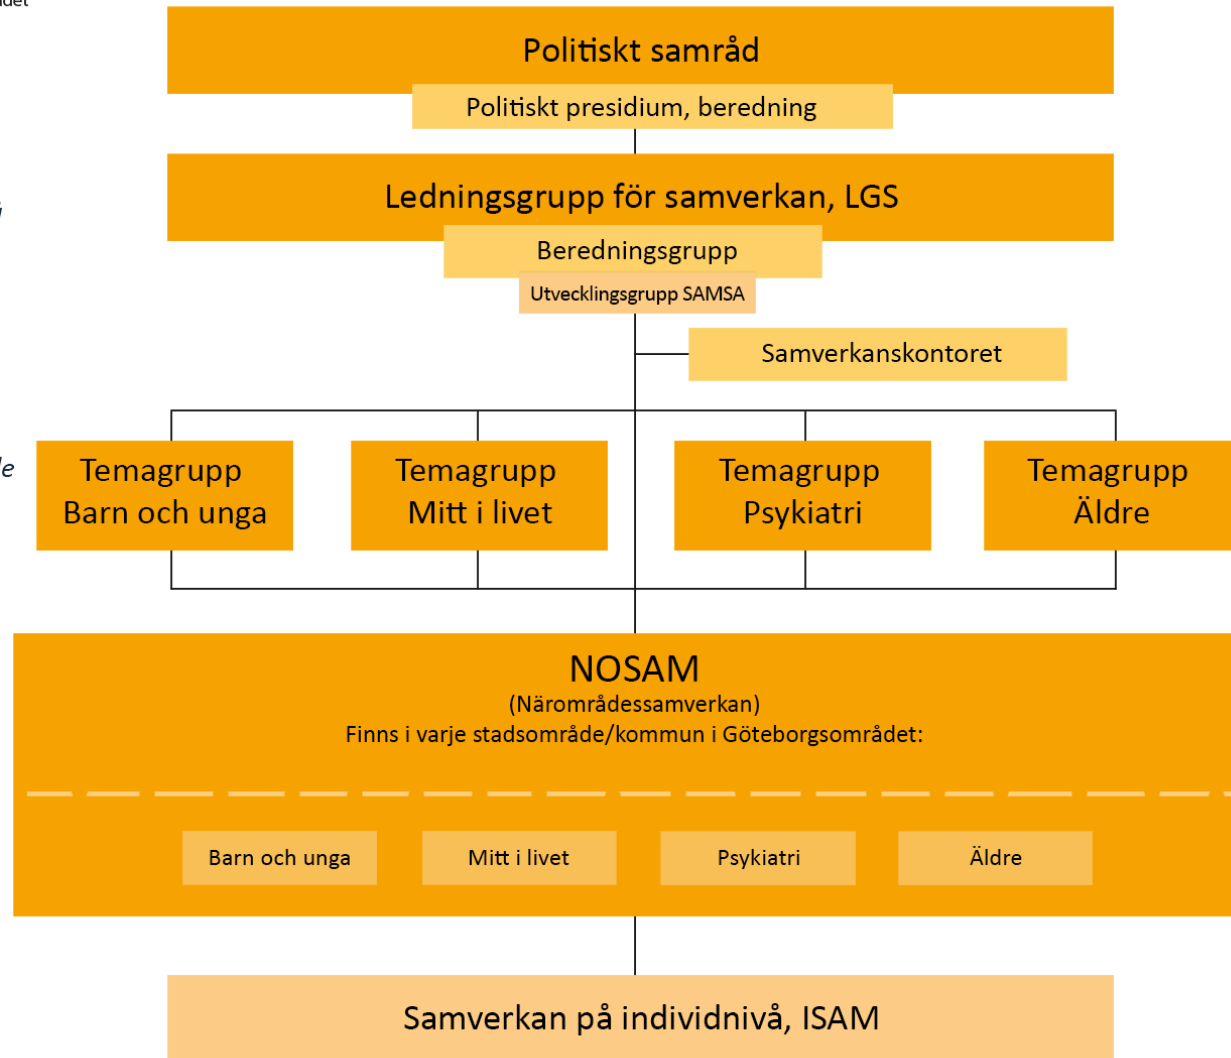 Politiskt samråd
Politiskt presidium, beredning
Ledningsgrupp för samverkan, LGS
Beredningsgrupp
Utvecklingsgrupp SAMSA
Samverkanskontoret
Temagrupp
Barn och unga
Temagrupp
Mitt i livet
Temagrupp
Psykiatri
Temagrupp
Äldre
NOSAM
(Närområdessamverkan)
Finns i varje stadsområde/kommun i Göteborgsområdet:
Barn och unga
Mitt i livet
Psykiatri
Äldre
Samverkan på individnivå, ISAM